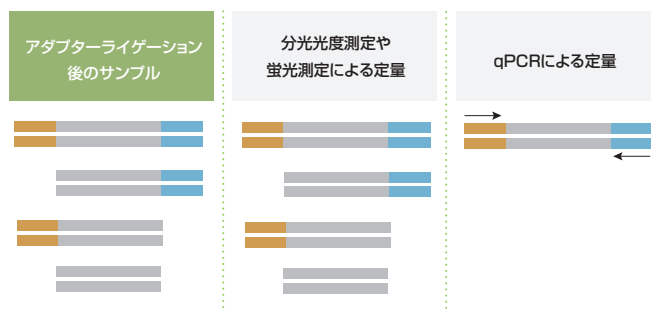 アダプターライゲーション
後のサンプル
分光光度測定や
蛍光測定による定量
qPCRによる定量